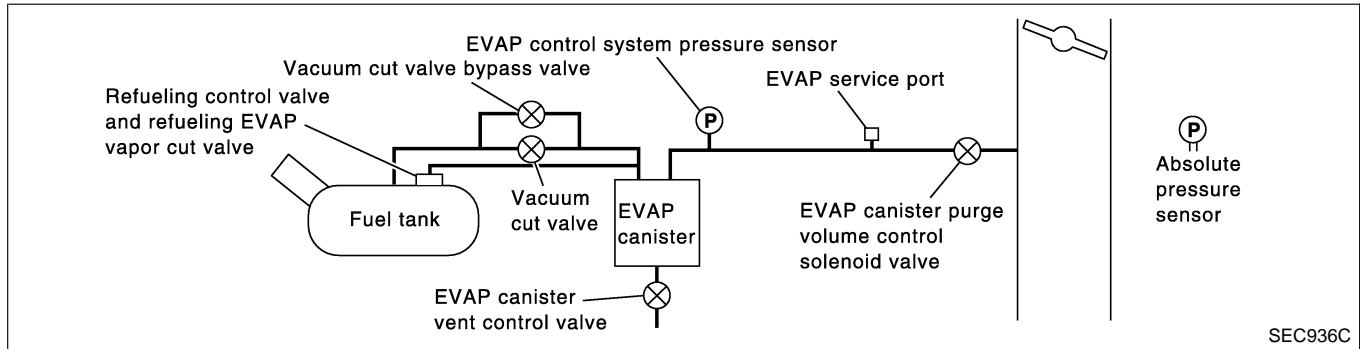 EVAP control system pressure sensor
Vacuum cut valve bypass valve
EVAP service port
Refueling control valve
and refueling EVAP
vapor cut valve
P
P
Absolute
pressure
sensor
Vacuum
cut valve
Fuel tank
EVAP
canister
EVAP canister purge
volume control
solenoid valve
EVAP canister
vent control valve
SEC936C